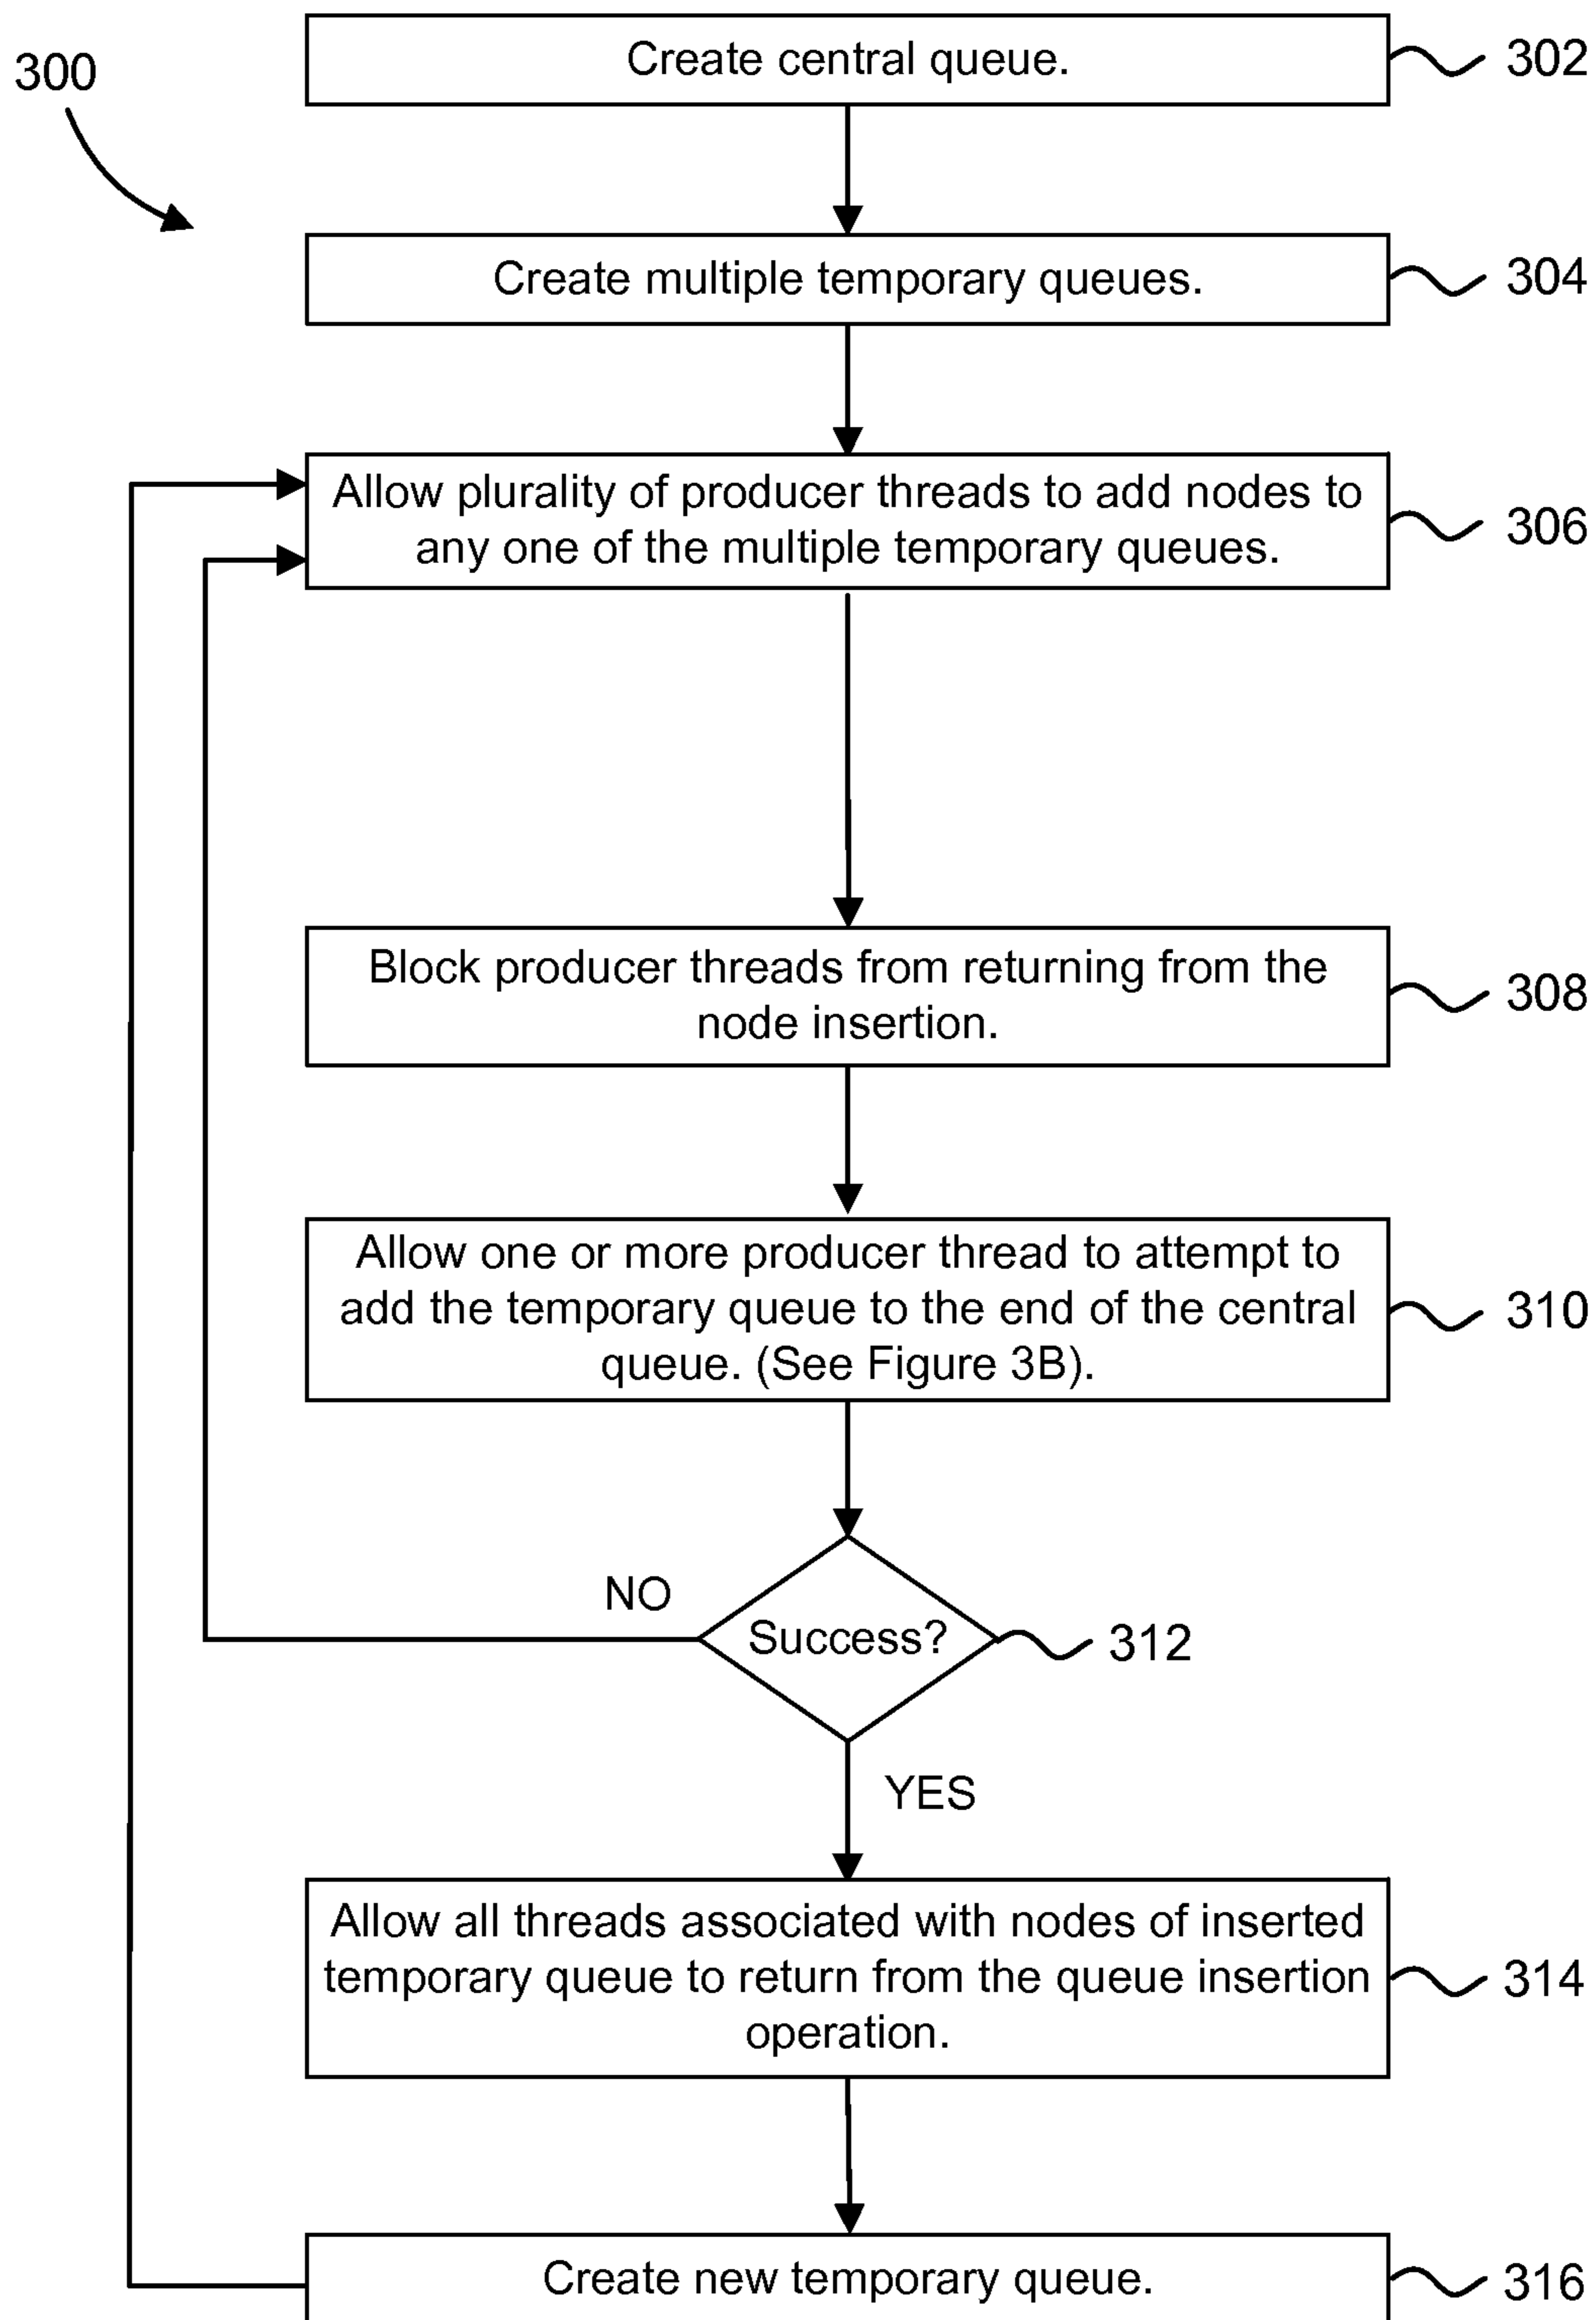 300
Create central queue.
302
Create multiple temporary queues.
304
Allow plurality of producer threads to add nodes to
any one of the multiple temporary queues.
306
Block producer threads from returning from the
node insertion.
308
Allow one or more producer thread to attempt to
add the temporary queue to the end of the central
queue. (See Figure 3B).
310
NO
Success?
312
YES
Allow all threads associated with nodes of inserted
temporary queue to return from the queue insertion
operation.
314
Create new temporary queue.
316